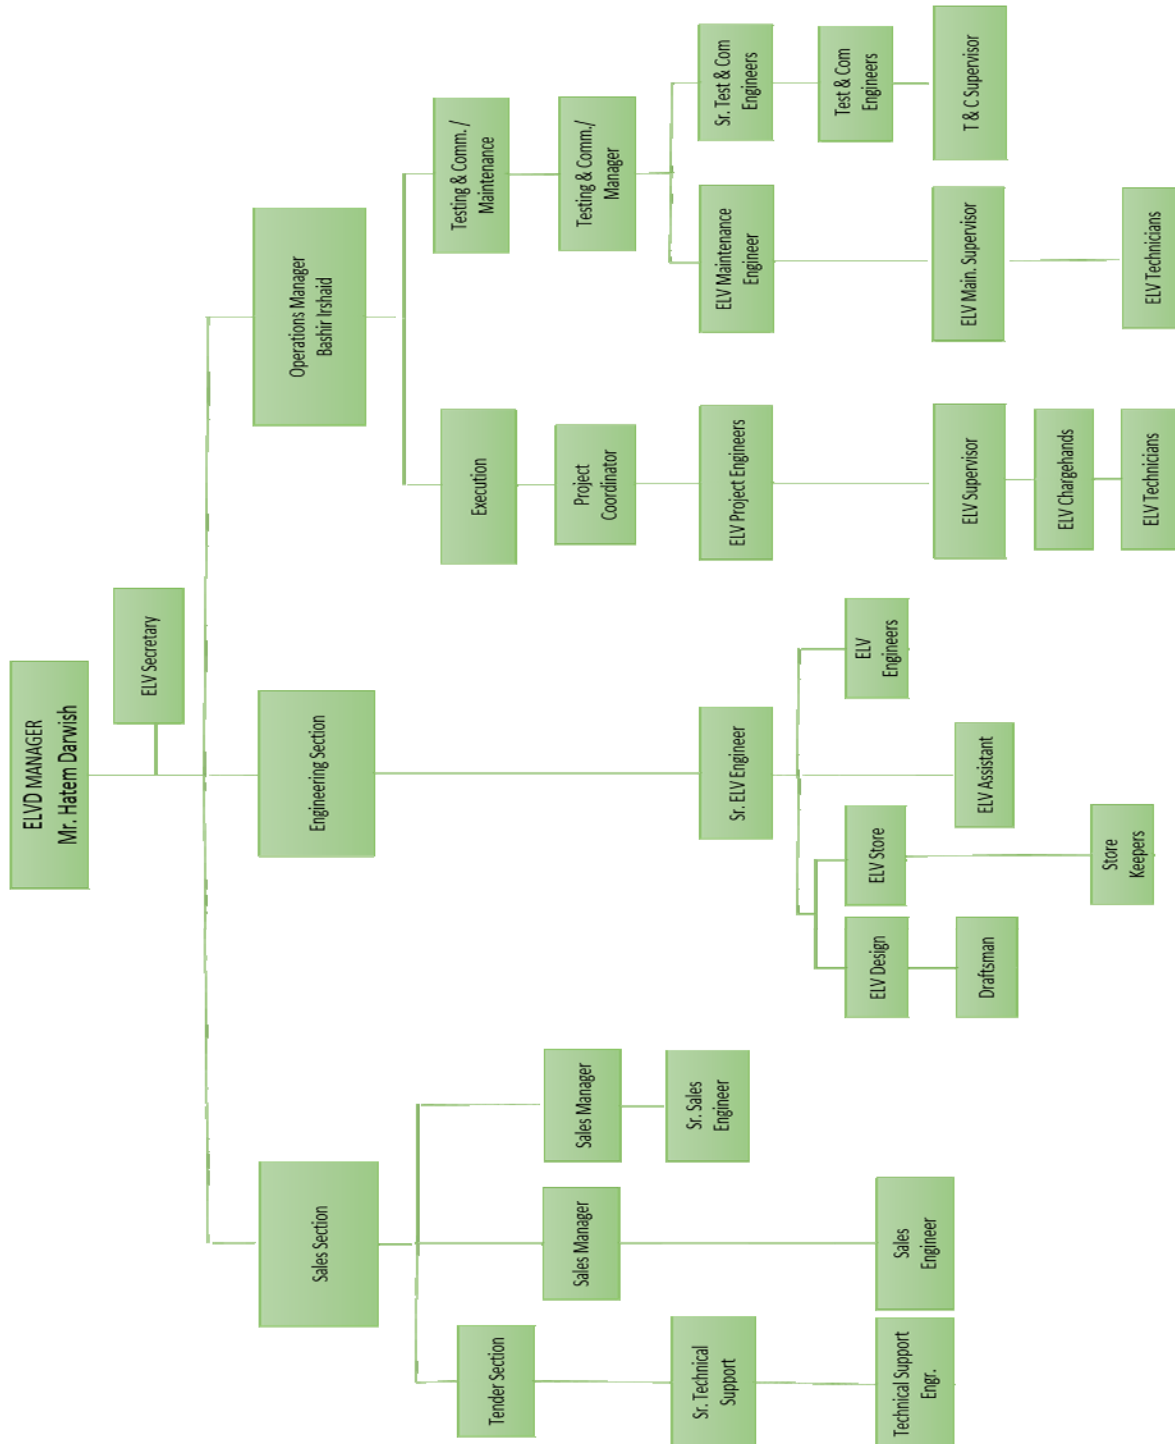 ELVD MANAGER
Mr. Hatem Darwish
ELV Secretary
Sales Section
Engineering Section
Operations Manager
Bashir Irshaid
Tender Section
Sales Manager
Sales Manager
Execution
Testing & Comm. /
Maintenance
Project
Coordinator
Testing & Comm./
Manager
Sr. Technical
Support
Sr. Sales
Engineer
Sr. ELV Engineer
ELV Project Engineers
ELV Maintenance
Engineer
Sr. Test & Com
Engineers
Technical Support
Engr.
Sales
Engineer
ELV Design
ELV Store
ELV
Engineers
Test & Com
Engineers
Draftsman
ELV Assistant
ELV Supervisor
ELV Main. Supervisor
T & C Supervisor
ELV Chargehands
Store
Keepers
ELV Technicians
ELV Technicians